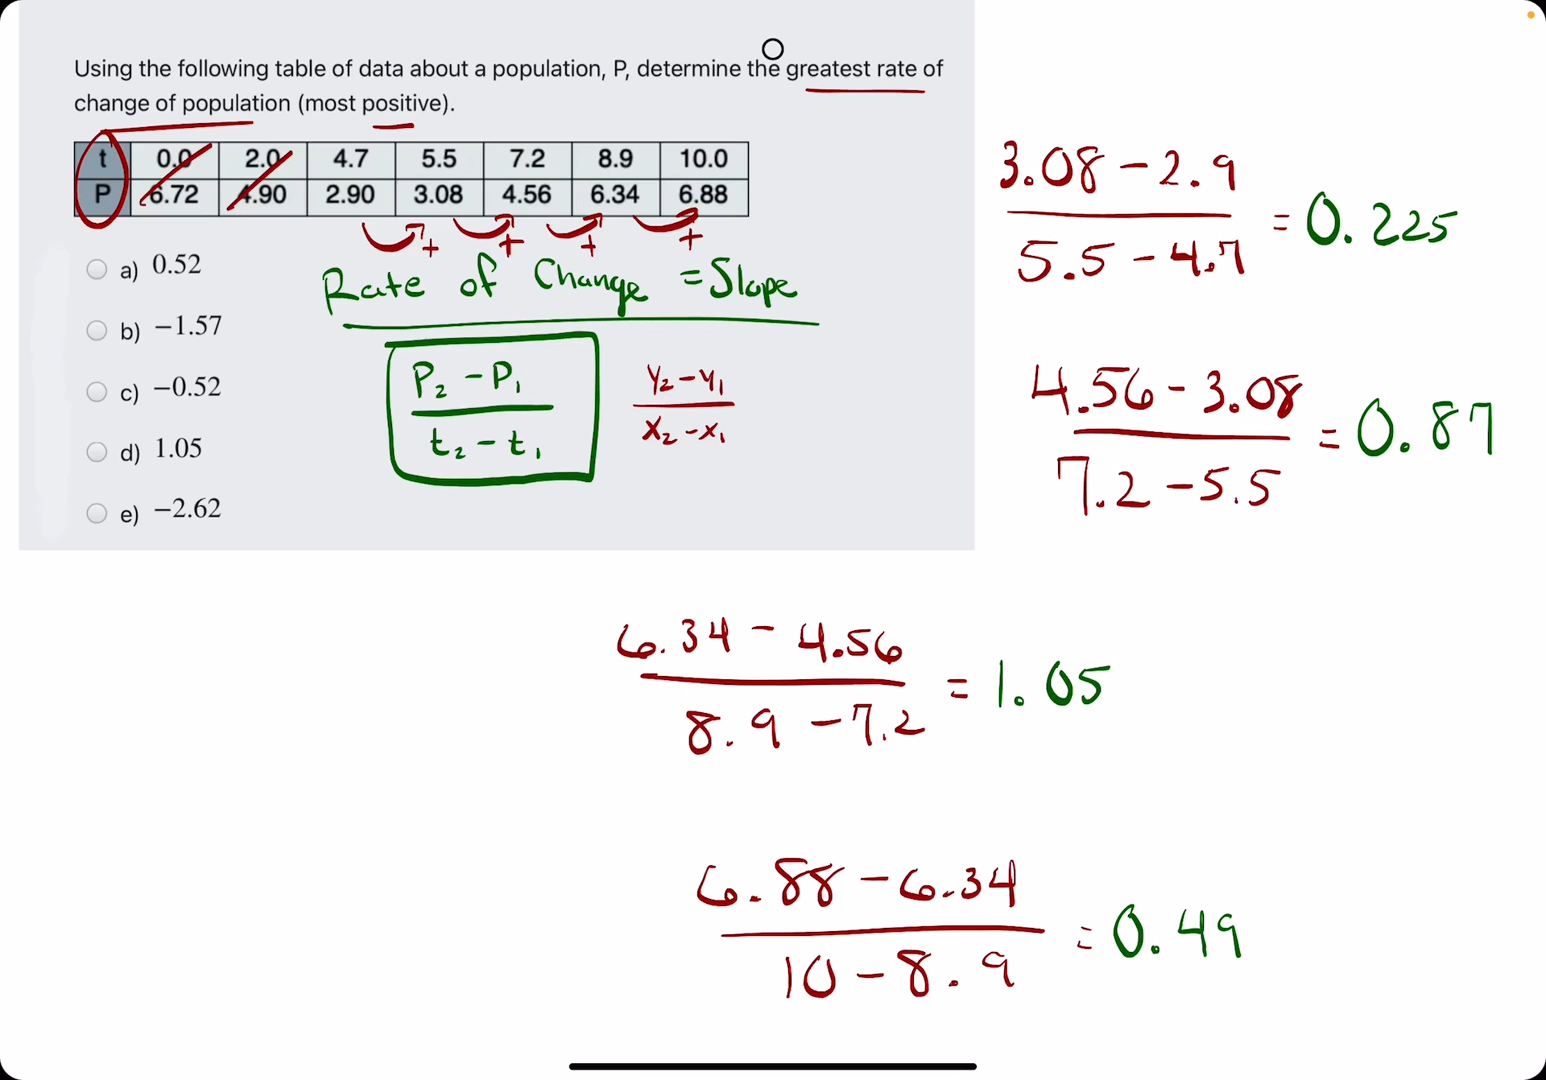 Using the following table of data about a population, P, determine the greatest rate of
change of population (most positive).
t 0.0 2.0 4.7 5.5 7.2 8.9 10.0
P 6.72 4.90 2.90 3.08 4.56 6.34 6.88
+ + + +
a) 0.52
b) −1.57
c) −0.52
d) 1.05
e) −2.62
Rate of Change = Slope
P₂ − P₁
t₂ − t₁
Y₂ − Y₁
X₂ − X₁
3.08 − 2.9
5.5 − 4.7
= 0.225
4.56 − 3.08
7.2 − 5.5
= 0.87
6.34 − 4.56
8.9 − 7.2
= 1.05
6.88 − 6.34
10 − 8.9
= 0.49